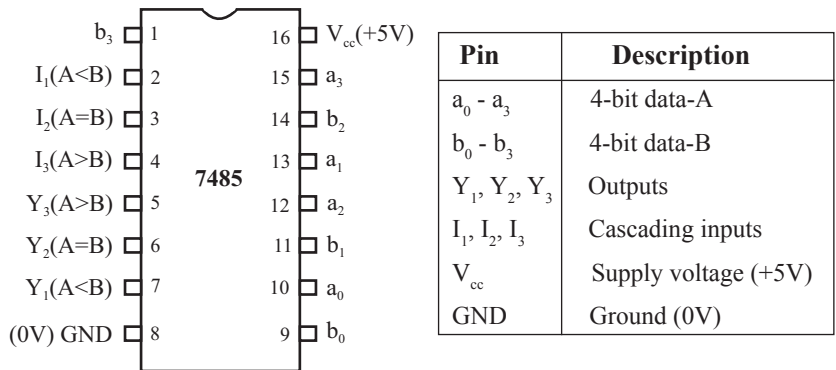 b₃ 1 16 V_cc(+5V)
I₁(A<B) 2 15 a₃
I₂(A=B) 3 14 b₂
I₃(A>B) 4 13 a₁
7485
Y₃(A>B) 5 12 a₂
Y₂(A=B) 6 11 b₁
Y₁(A<B) 7 10 a₀
(0V) GND 8 9 b₀
Pin Description
a₀ - a₃ 4-bit data-A
b₀ - b₃ 4-bit data-B
Y₁, Y₂, Y₃ Outputs
I₁, I₂, I₃ Cascading inputs
V_cc Supply voltage (+5V)
GND Ground (0V)